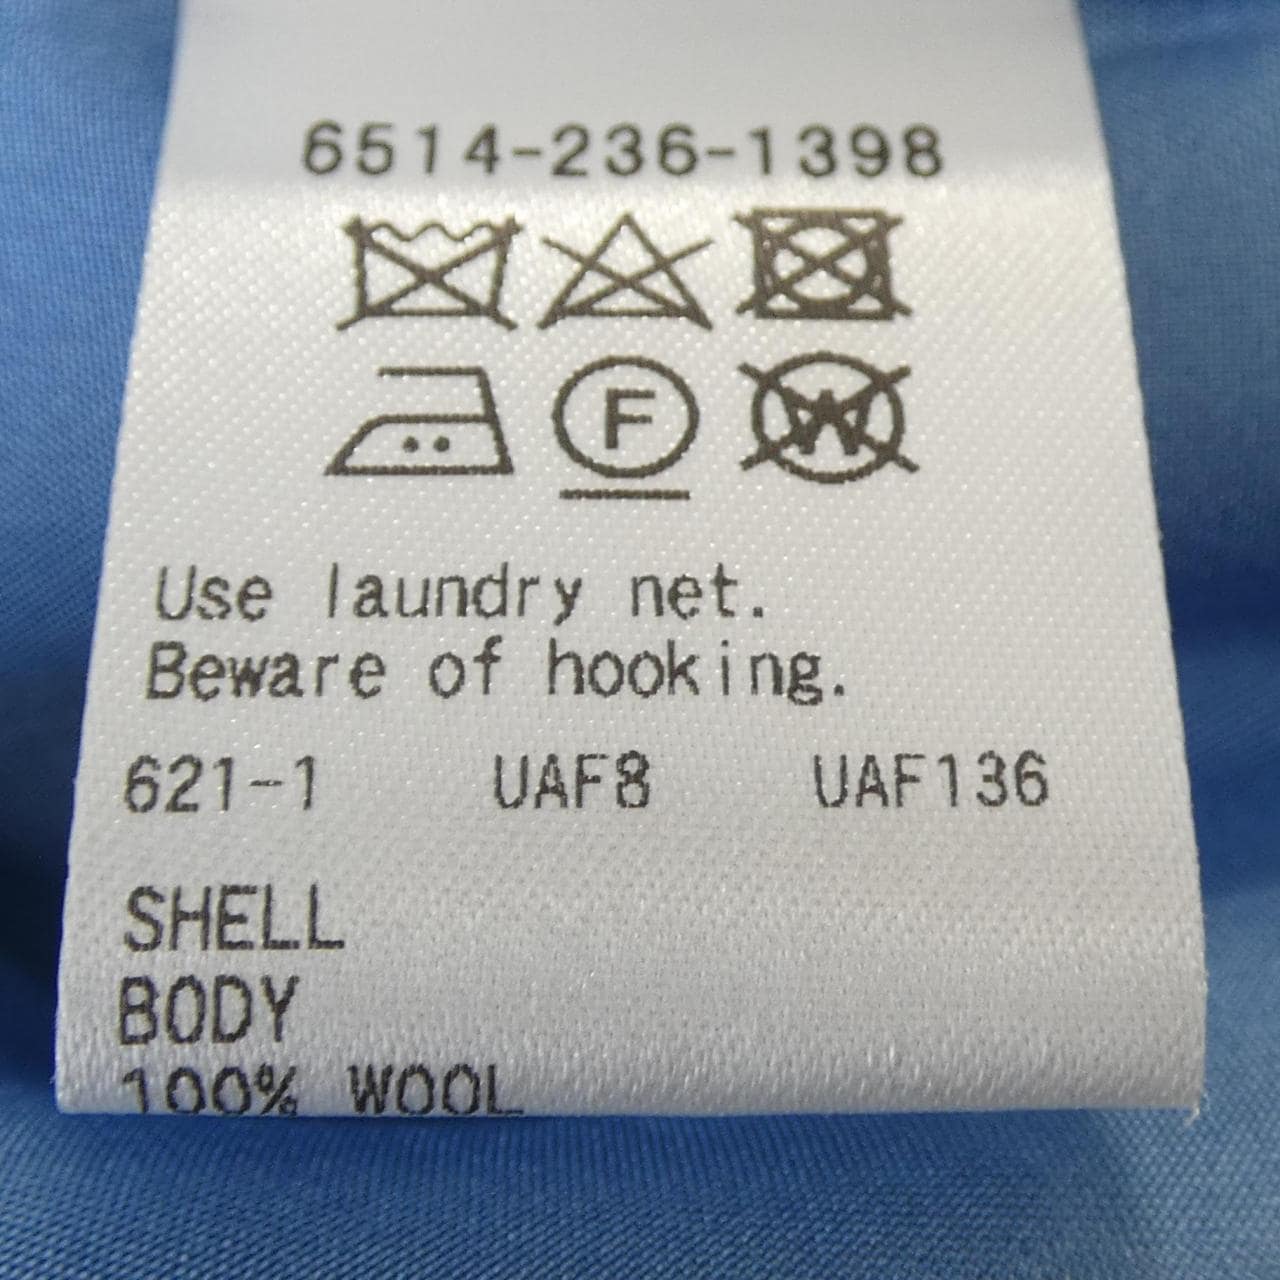 6514-236-1398
F W
Use laundry net.
Beware of hooking.
621-1 UAF8 UAF136
SHELL
BODY
100% WOOL